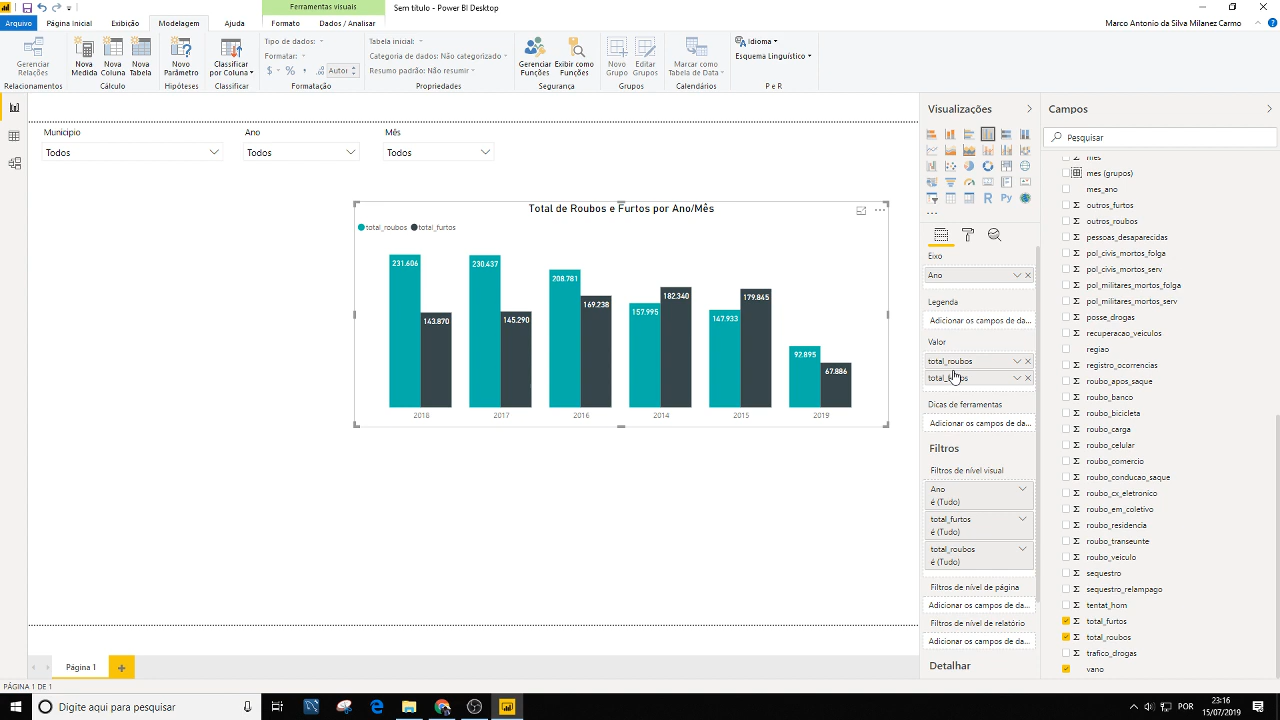 Ferramentas visuais
Sem título - Power BI Desktop
Arquivo Página Inicial Exibição Modelagem Ajuda Formato Dados / Analisar
Marco Antonio da Silva Milanez Carmo
Gerenciar Relações
Relacionamentos
Nova Medida
Nova Coluna
Nova Tabela
Cálculo
Novo Parâmetro
Hipóteses
Classificar por Coluna
Classificar
Tipo de dados:
Formatar:
$ % , Autor
Formatação
Tabela inicial:
Categoria de dados: Não categorizado
Resumo padrão: Não resumir
Propriedades
Gerenciar Funções
Exibir como Funções
Segurança
Novo Grupo
Editar Grupos
Grupos
Marcar como Tabela de Data
Calendários
Idioma
Esquema Linguístico
P e R
Municipio
Todos
Ano
Todos
Mês
Todos
Total de Roubos e Furtos por Ano/Mês
total_roubos total_furtos
231.606
143.870
230.437
145.290
208.781
169.238
157.995
182.340
147.933
179.845
92.895
67.886
2018 2017 2016 2014 2015 2019
Visualizações
R Py
Eixo
Ano
Legenda
Adicionar os campos de da...
Valor
total_roubos
Dicas de ferramentas
Adicionar os campos de da...
Filtros
Filtros de nível visual
Ano
é (Tudo)
total_furtos
é (Tudo)
total_roubos
é (Tudo)
Filtros de nível de página
Adicionar os campos de da...
Filtros de nível de relatório
Adicionar os campos de da...
Detalhar
Campos
Pesquisar
mes
mes (grupos)
mes_ano
outros_furtos
outros_roubos
pessoas_desaparecidas
pol_civis_mortos_folga
pol_civis_mortos_serv
pol_militares_mortos_folga
pol_militares_mortos_serv
posse_drogas
recuperacao_veiculos
regiao
registro_ocorrencias
roubo_apos_saque
roubo_banco
roubo_bicicleta
roubo_carga
roubo_celular
roubo_comercio
roubo_conducao_saque
roubo_cx_eletronico
roubo_em_coletivo
roubo_residencia
roubo_transeunte
roubo_veiculo
sequestro
sequestro_relampago
tentat_hom
total_furtos
total_roubos
trafico_drogas
vano
Página 1
PÁGINA 1 DE 1
Digite aqui para pesquisar
POR
23:16
15/07/2019